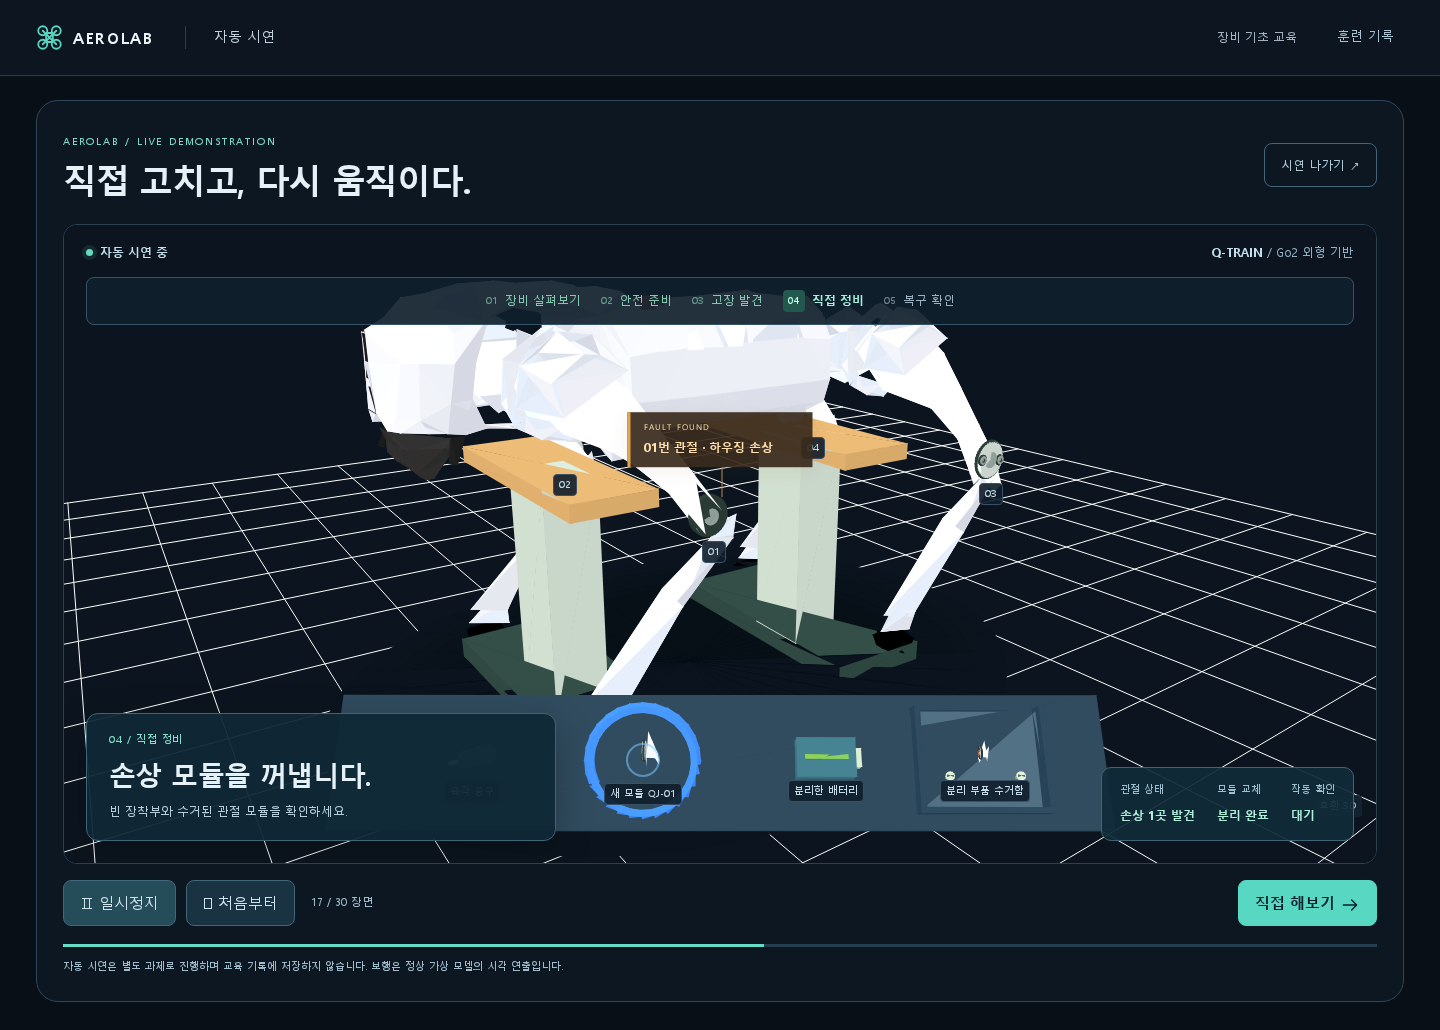 AEROLAB
자동 시연
장비 기초 교육
훈련 기록
AEROLAB / LIVE DEMONSTRATION
직접 고치고, 다시 움직이다.
시연 나가기 ↗
자동 시연 중
Q-TRAIN / Go2 외형 기반
01 장비 살펴보기
02 안전 준비
03 고장 발견
04 직접 정비
05 복구 확인
FAULT FOUND
01번 관절 · 하우징 손상
04
02
03
01
04 / 직접 정비
손상 모듈을 꺼냅니다.
빈 장착부와 수거된 관절 모듈을 확인하세요.
새 모듈 QJ-01
분리한 배터리
분리 부품 수거함
관절 상태
모듈 교체
작동 확인
손상 1곳 발견
분리 완료
대기
일시정지
처음부터
17 / 30 장면
직접 해보기 →
자동 시연은 별도 과제로 진행하며 교육 기록에 저장하지 않습니다. 보행은 정상 가상 모델의 시각 연출입니다.